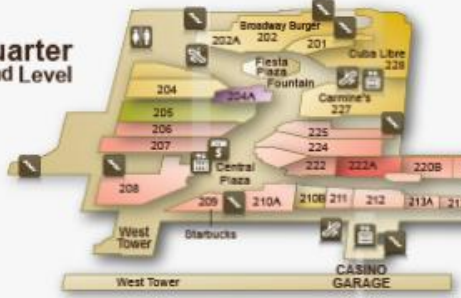 uarter
nd Level
Broadway Burger
202
202A
201
Cuba Libre
228
Fiesta
Plaza
Fountain
204
204A
Carmine's
227
205
206
225
207
224
Central
Plaza
222
222A
220B
208
209
210A
210B
211
212
213A
West
Tower
Starbucks
West Tower
CASINO
GARAGE